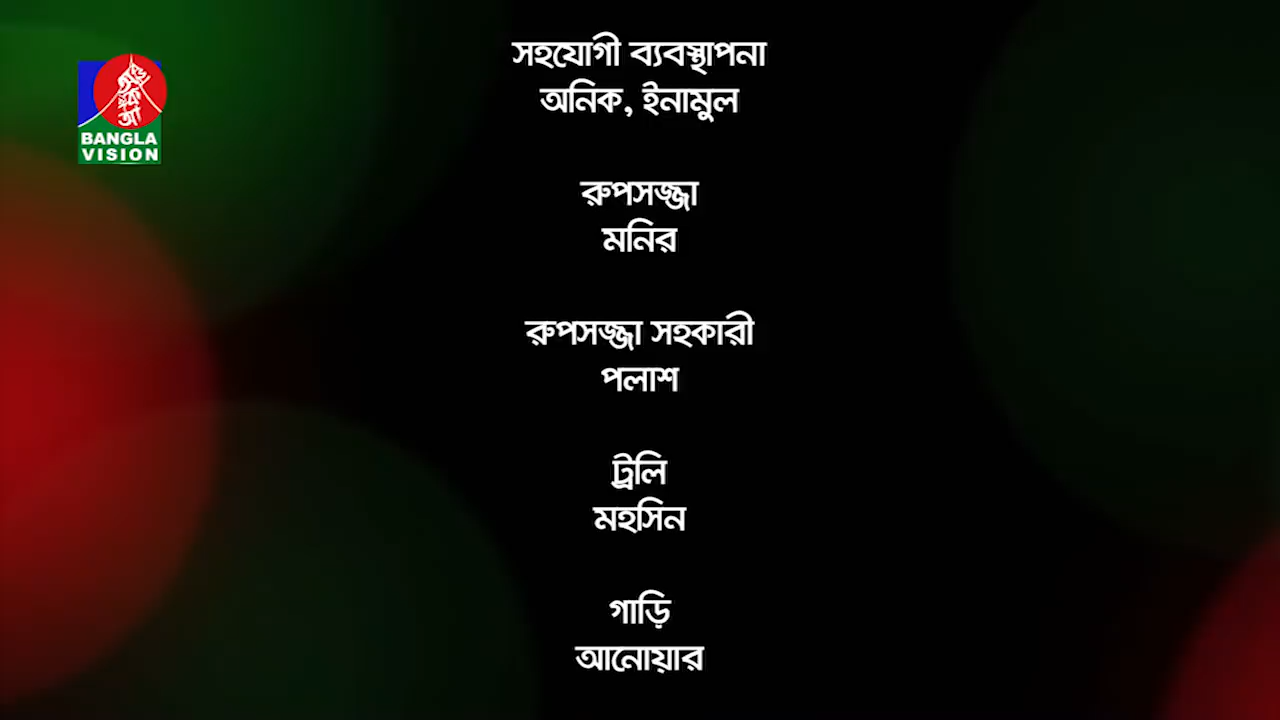 BANGLA
VISION
সহযোগী ব্যবস্থাপনা
অনিক, ইনামুল
রুপসজ্জা
মনির
রুপসজ্জা সহকারী
পলাশ
ট্রলি
মহসিন
গাড়ি
আনোয়ার